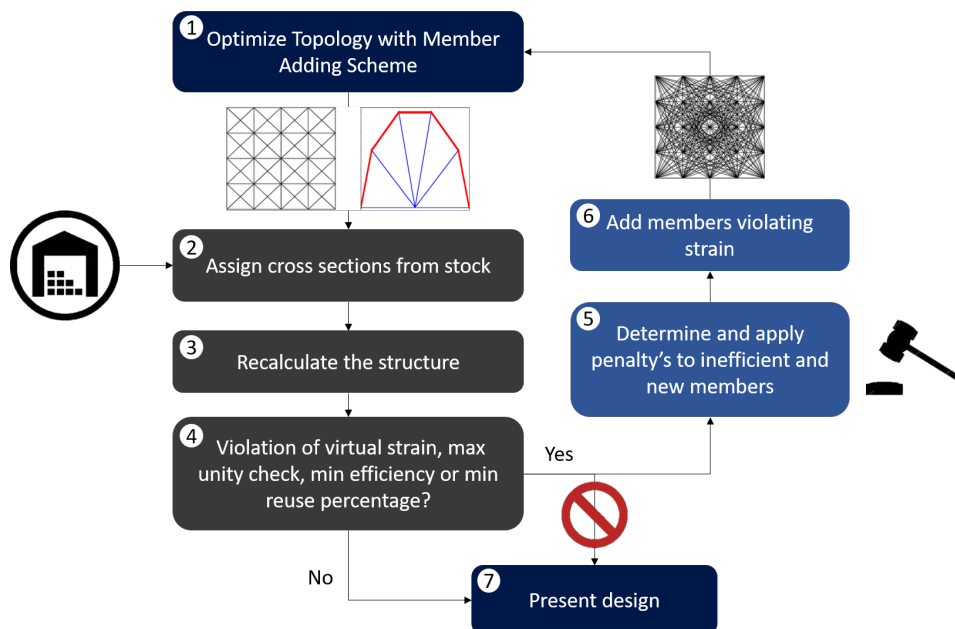 1
Optimize Topology with Member
Adding Scheme
2
Assign cross sections from stock
3
Recalculate the structure
4
Violation of virtual strain, max
unity check, min efficiency or min
reuse percentage?
Yes
No
5
Determine and apply
penalty's to inefficient and
new members
6
Add members violating
strain
7
Present design